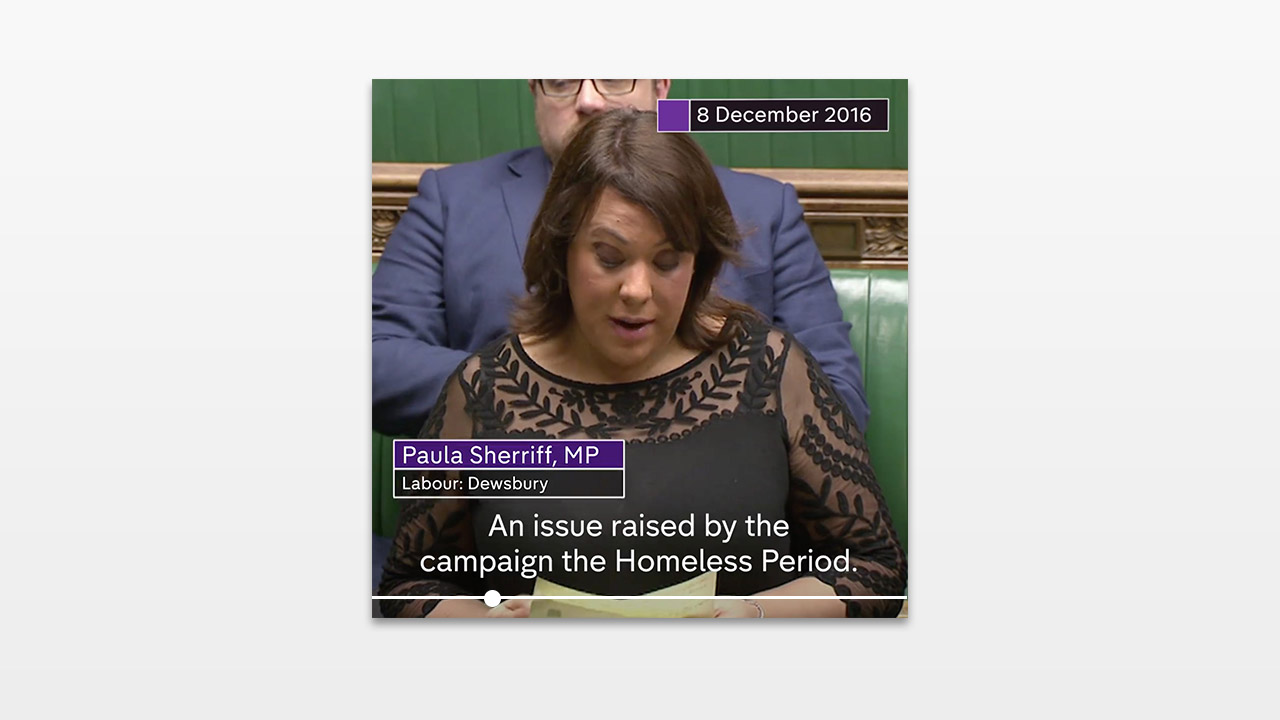 8 December 2016
Paula Sherriff, MP
Labour: Dewsbury
An issue raised by the
campaign the Homeless Period.